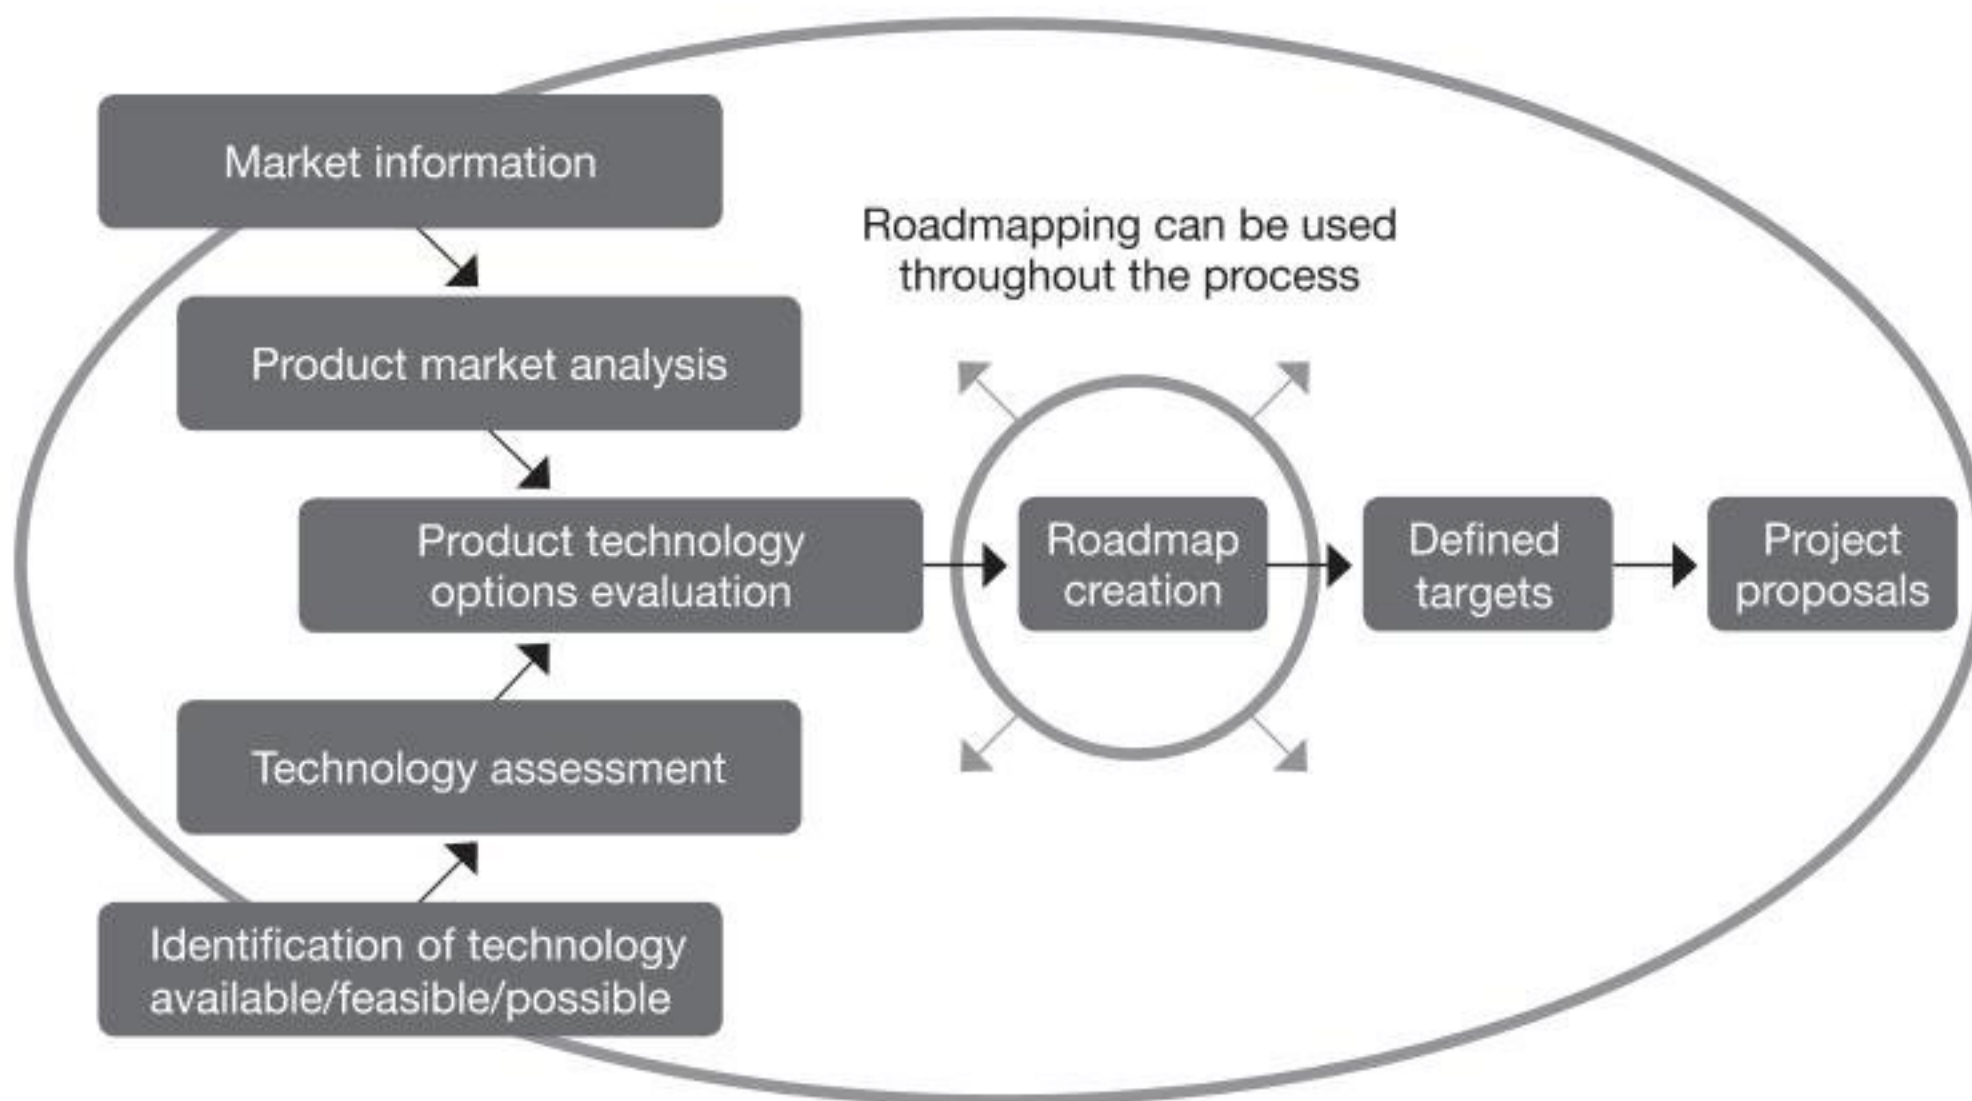 Market information
Roadmapping can be used
throughout the process
Product market analysis
Product technology
options evaluation
Roadmap
creation
Defined
targets
Project
proposals
Technology assessment
Identification of technology
available/feasible/possible